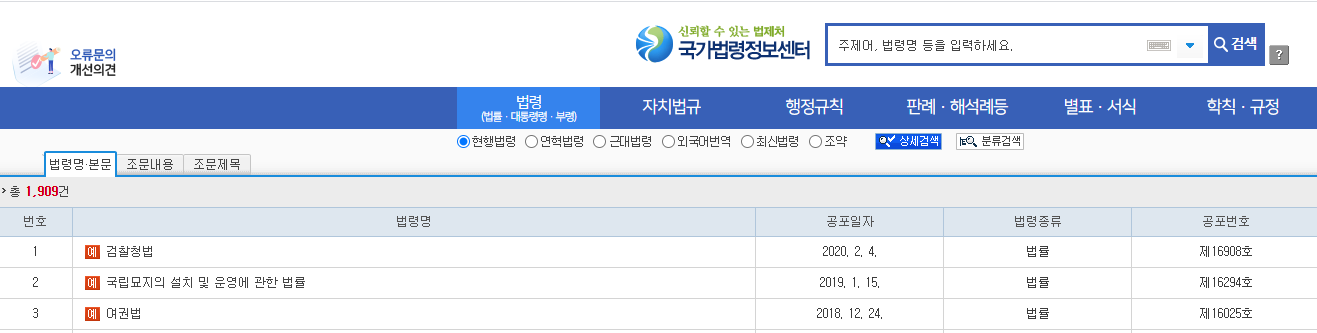 오류문의
개선의견
신뢰할 수 있는 법제처
국가법령정보센터
주제어, 법령명 등을 입력하세요.
검색
?
법령
(법률 · 대통령령 · 부령)
자치법규
행정규칙
판례 · 해석례등
별표 · 서식
학칙 · 규정
현행법령 연혁법령 근대법령 외국어번역 최신법령 조약 상세검색 분류검색
법령명·본문 조문내용 조문제목
총 1,909건
번호 법령명 공포일자 법령종류 공포번호
1 예 검찰청법 2020. 2. 4. 법률 제16908호
2 예 국립묘지의 설치 및 운영에 관한 법률 2019. 1. 15. 법률 제16294호
3 예 여권법 2018. 12. 24. 법률 제16025호